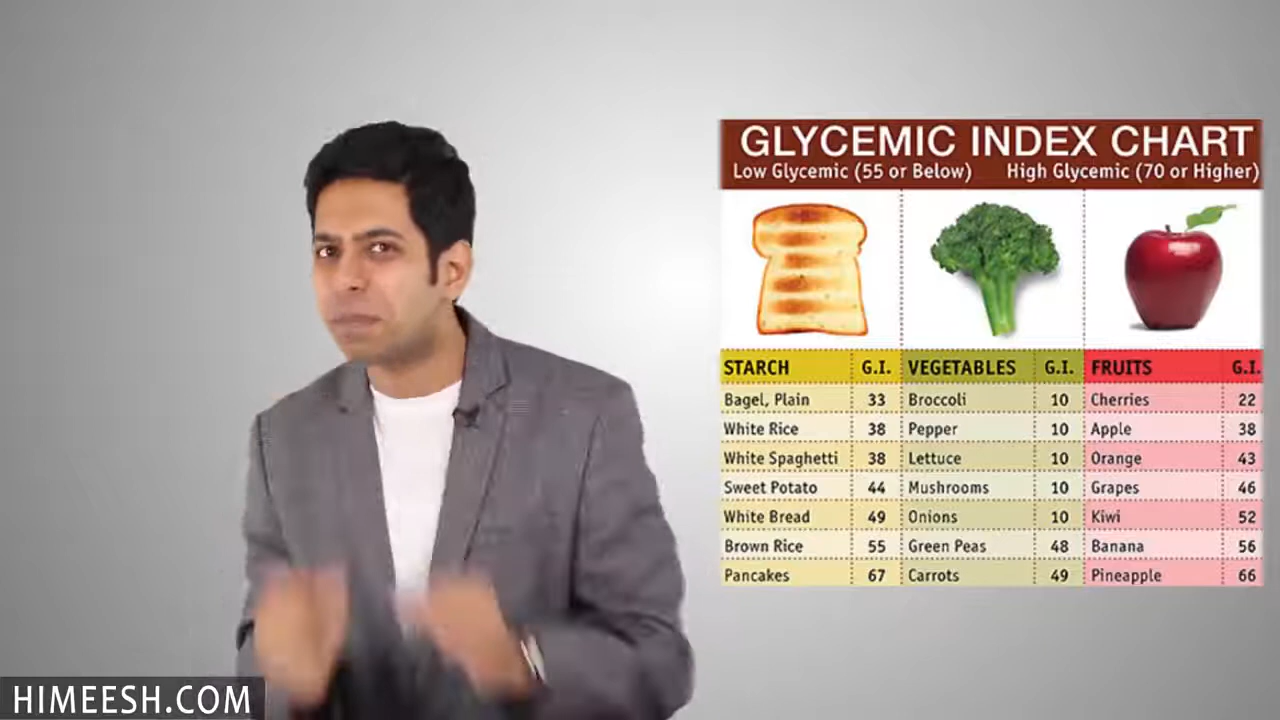 GLYCEMIC INDEX CHART
Low Glycemic (55 or Below) High Glycemic (70 or Higher)
STARCH G.I. VEGETABLES G.I. FRUITS G.I.
Bagel, Plain 33 Broccoli 10 Cherries 22
White Rice 38 Pepper 10 Apple 38
White Spaghetti 38 Lettuce 10 Orange 43
Sweet Potato 44 Mushrooms 10 Grapes 46
White Bread 49 Onions 10 Kiwi 52
Brown Rice 55 Green Peas 48 Banana 56
Pancakes 67 Carrots 49 Pineapple 66
HIMEESH.COM